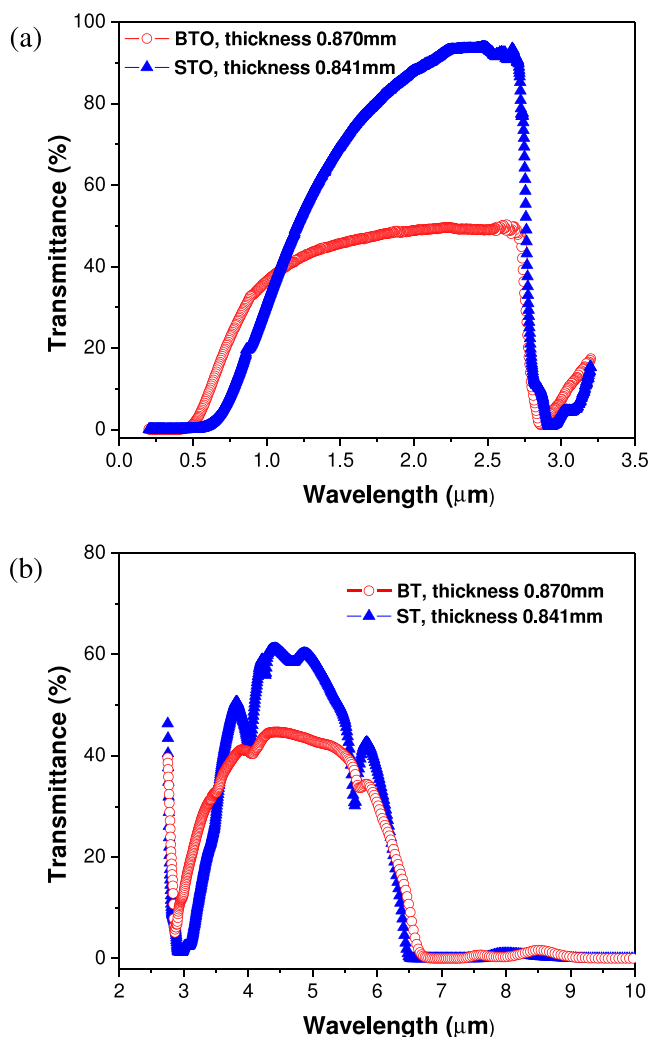 (a)
BTO, thickness 0.870mm
STO, thickness 0.841mm
Transmittance (%)
100
80
60
40
20
0
0.0 0.5 1.0 1.5 2.0 2.5 3.0 3.5
Wavelength (μm)
(b)
BT, thickness 0.870mm
ST, thickness 0.841mm
Transmittance (%)
80
60
40
20
0
2 3 4 5 6 7 8 9 10
Wavelength (μm)